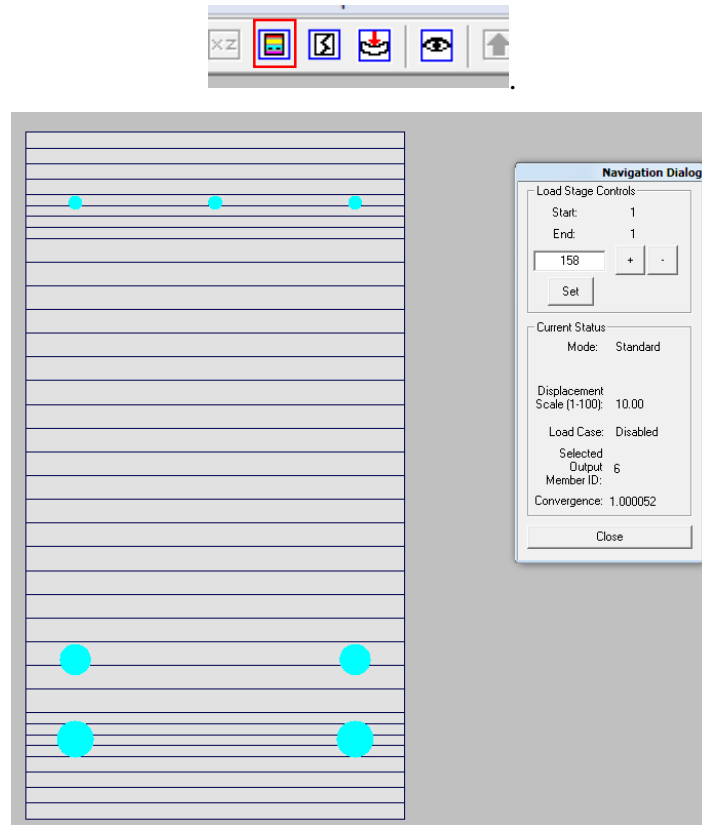 XZ
.
Navigation Dialog
Load Stage Controls
Start: 1
End: 1
158 + -
Set
Current Status
Mode: Standard
Displacement
Scale (1-100): 10.00
Load Case: Disabled
Selected
Output 6
Member ID:
Convergence: 1.000052
Close